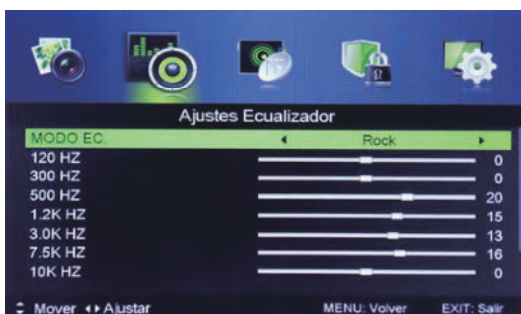 Ajustes Ecualizador
MODO EC. Rock
120 HZ 0
300 HZ 0
500 HZ 20
1.2K HZ 15
3.0K HZ 13
7.5K HZ 16
10K HZ 0
Mover Ajustar MENU: Volver EXIT: Salir